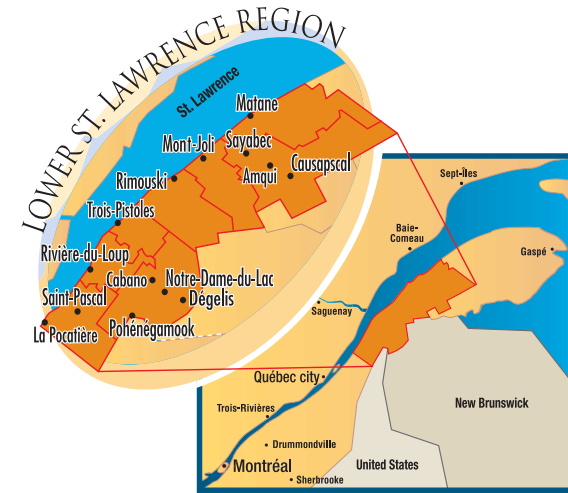 LOWER ST. LAWRENCE REGION
St. Lawrence
Matane
Mont-Joli
Sayabec
Rimouski
Amqui
Causapscal
Trois-Pistoles
Rivière-du-Loup
Cabano
Notre-Dame-du-Lac
Saint-Pascal
Dégelis
La Pocatière
Pohénégamook
Sept-Îles
Baie-
Comeau
Gaspé
Saguenay
Québec city
Trois-Rivières
New Brunswick
Drummondville
Montréal
United States
Sherbrooke